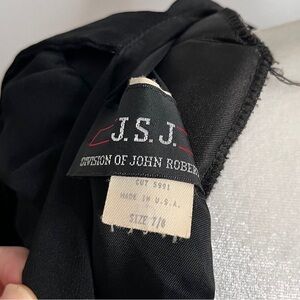 J.S.J.
DIVISION OF JOHN ROBER
CUT 5991
MADE IN U.S.A.
SIZE 7/8